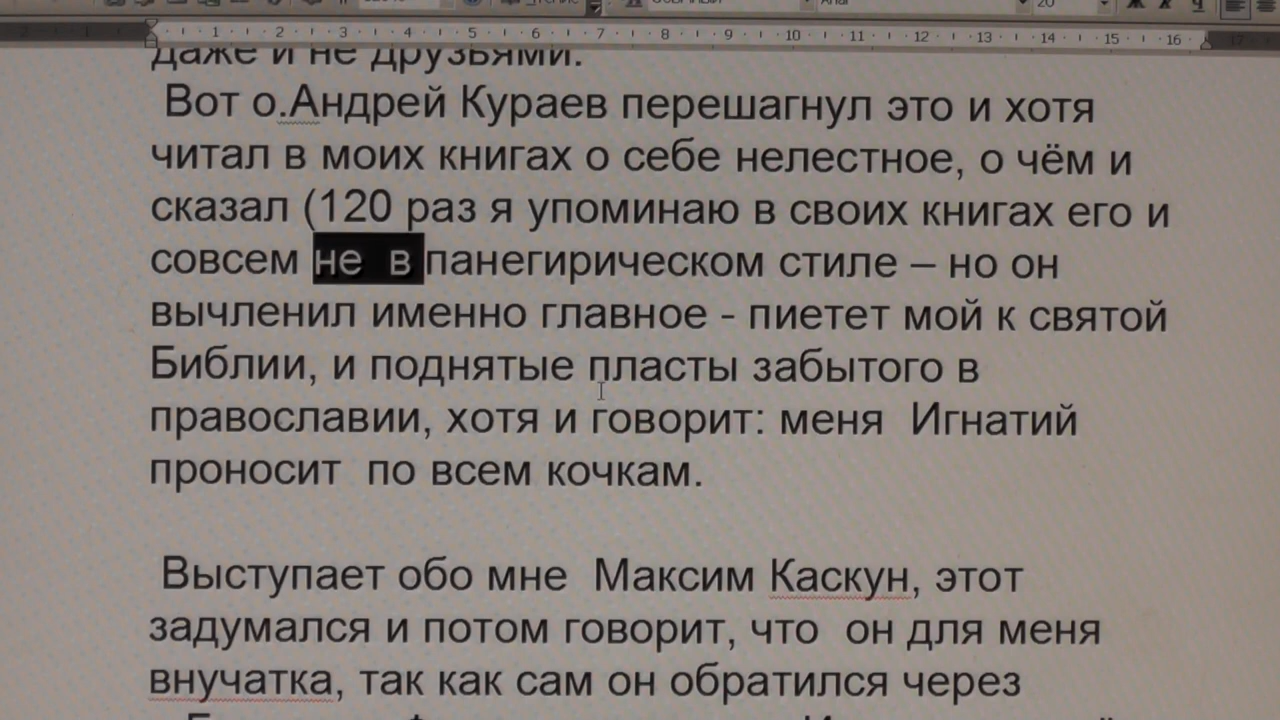 даже и не друзьями.
Вот о.Андрей Кураев перешагнул это и хотя
читал в моих книгах о себе нелестное, о чём и
сказал (120 раз я упоминаю в своих книгах его и
совсем не в панегирическом стиле – но он
вычленил именно главное - пиетет мой к святой
Библии, и поднятые пласты забытого в
православии, хотя и говорит: меня Игнатий
проносит по всем кочкам.
Выступает обо мне Максим Каскун, этот
задумался и потом говорит, что он для меня
внучатка, так как сам он обратился через